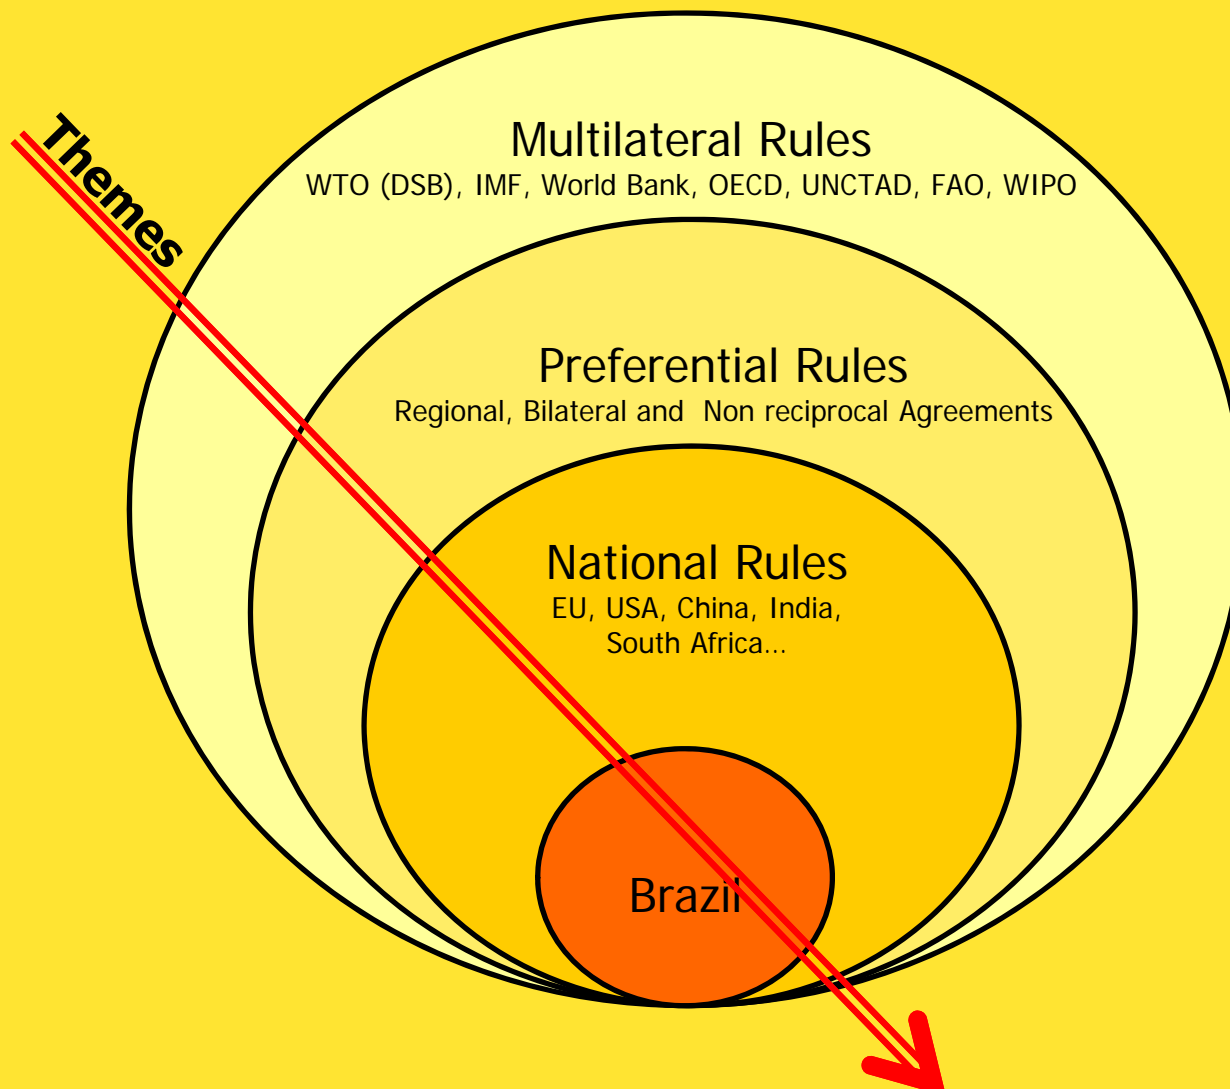 Themes
Multilateral Rules
WTO (DSB), IMF, World Bank, OECD, UNCTAD, FAO, WIPO
Preferential Rules
Regional, Bilateral and  Non reciprocal Agreements
National Rules
EU, USA, China, India,
South Africa...
Brazil